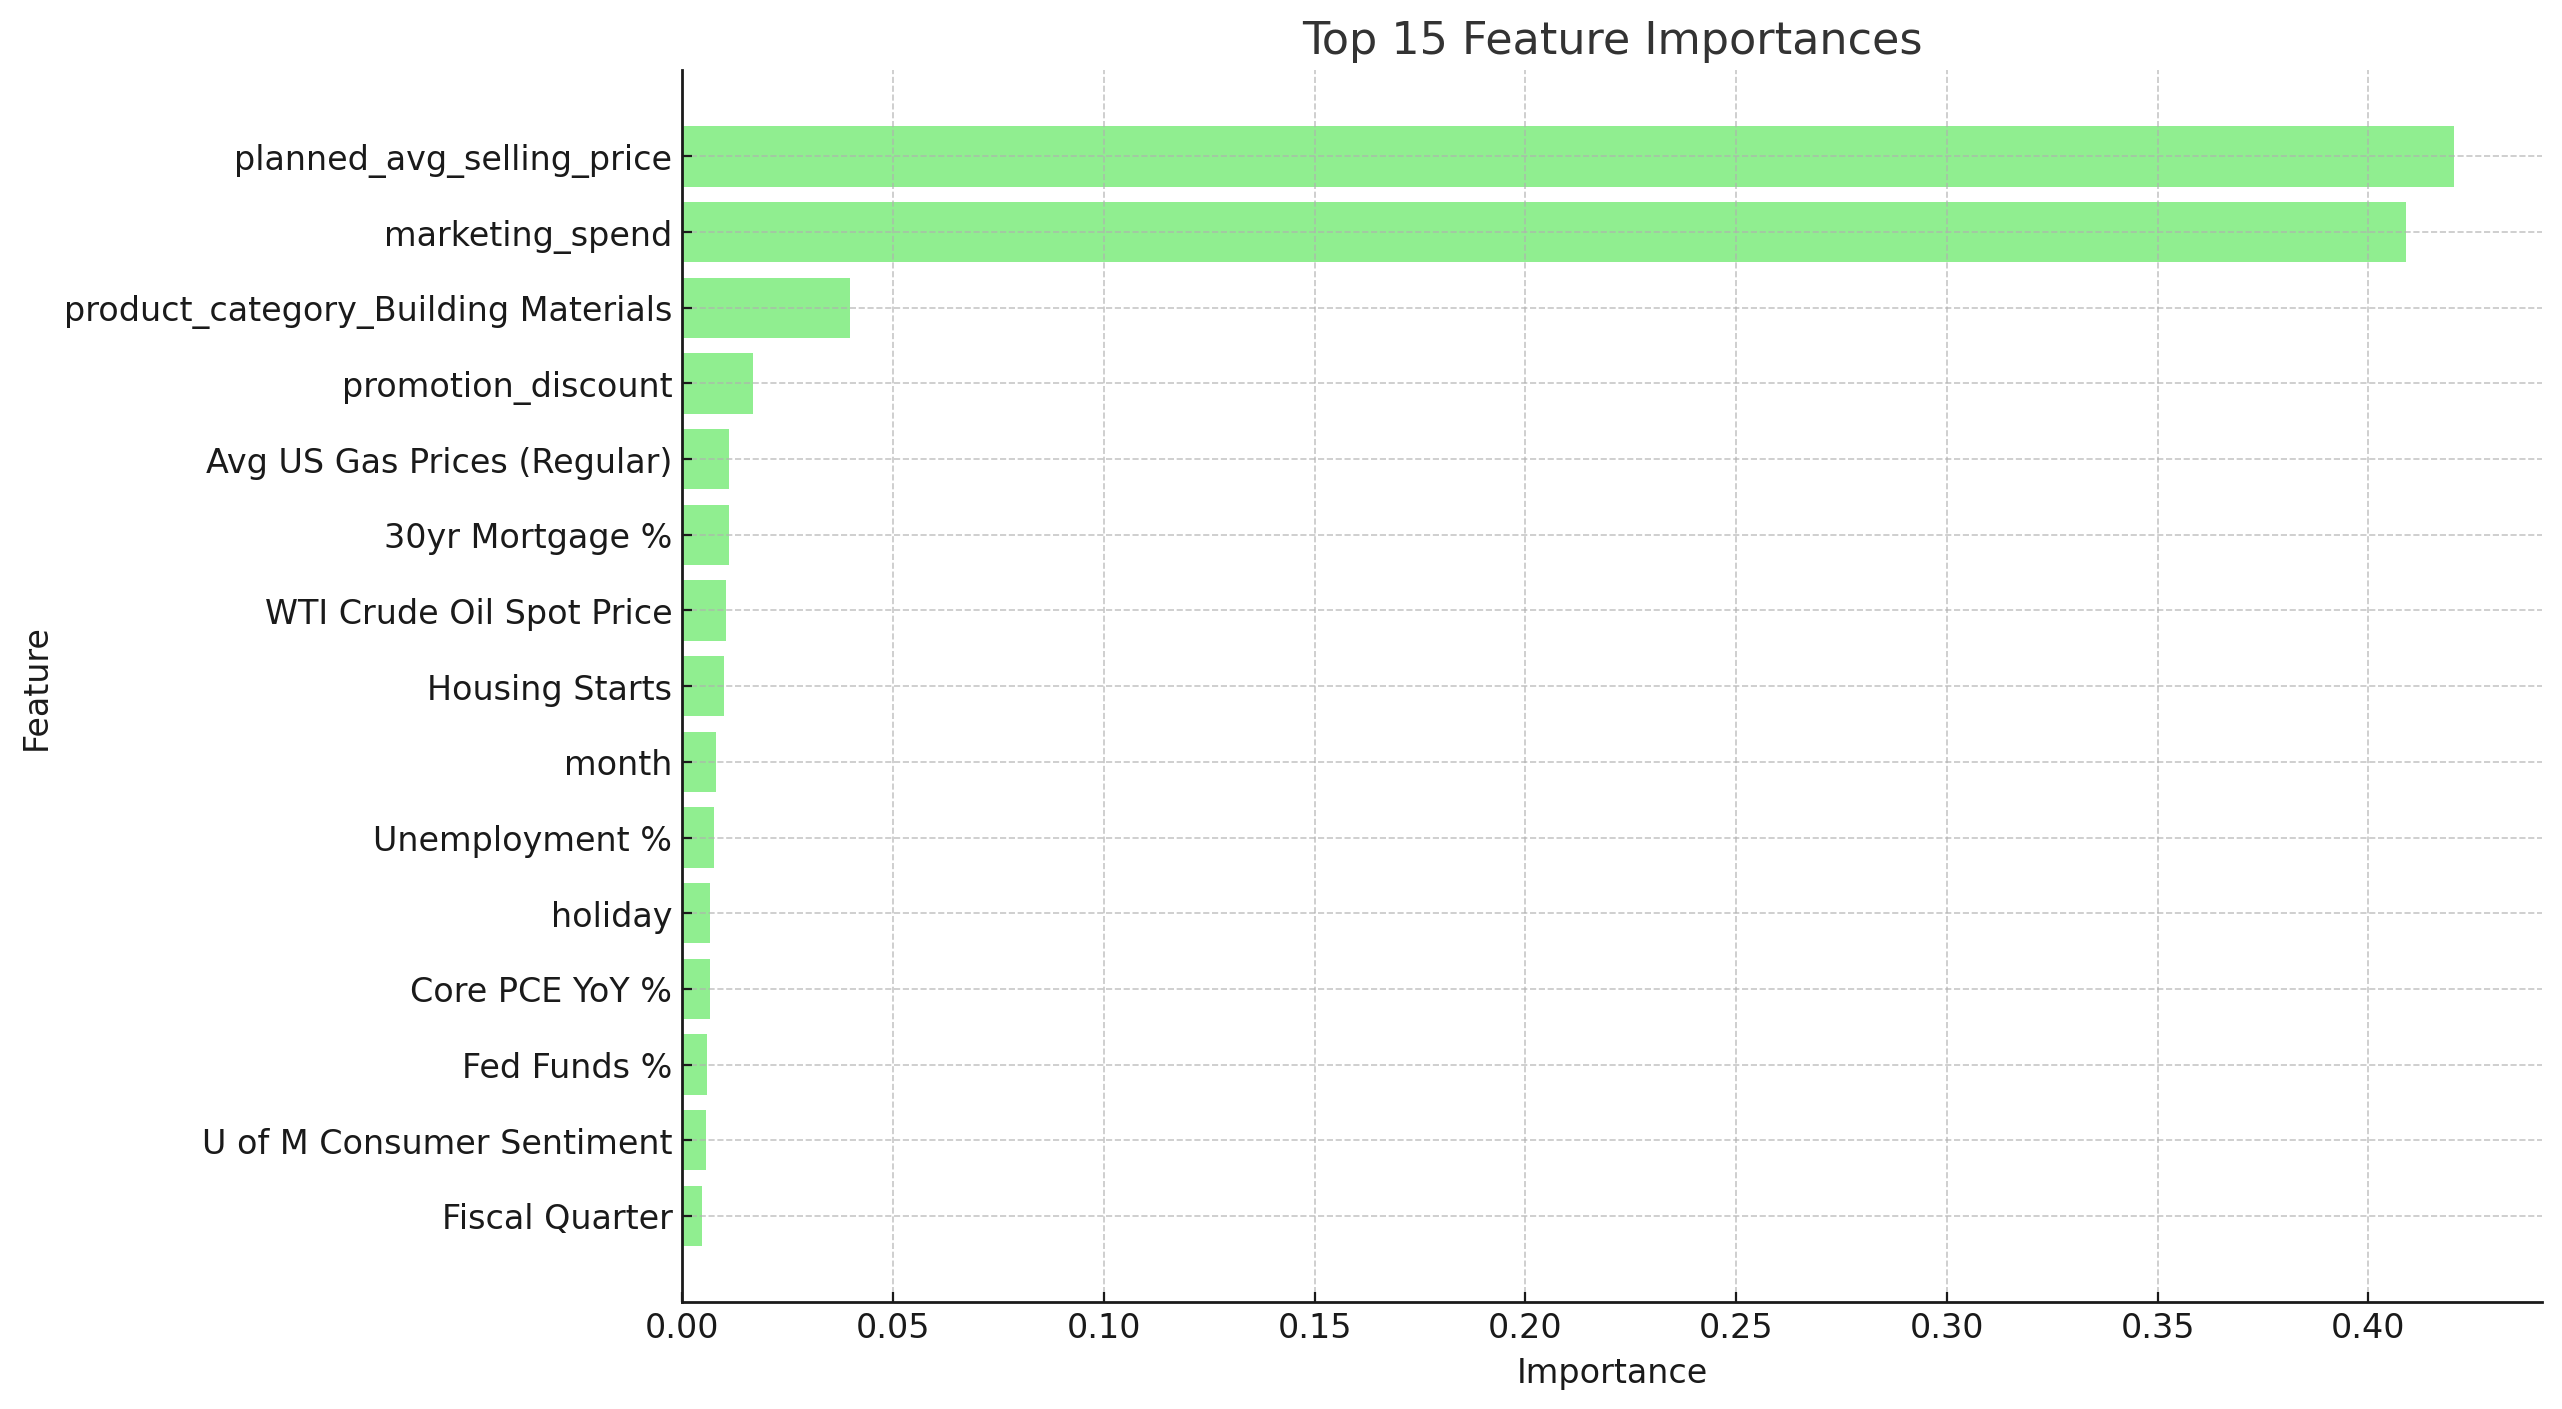 Top 15 Feature Importances
planned_avg_selling_price
marketing_spend
product_category_Building Materials
promotion_discount
Avg US Gas Prices (Regular)
30yr Mortgage %
WTI Crude Oil Spot Price
Housing Starts
month
Unemployment %
holiday
Core PCE YoY %
Fed Funds %
U of M Consumer Sentiment
Fiscal Quarter
Feature
0.00 0.05 0.10 0.15 0.20 0.25 0.30 0.35 0.40
Importance